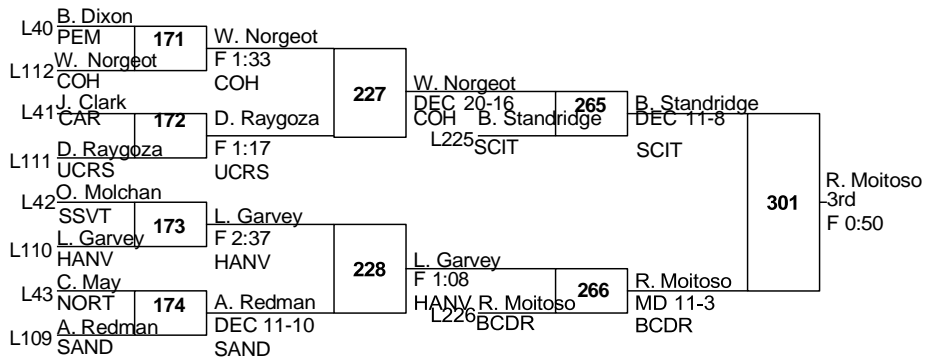 B. Dixon
L40
PEM
171
W. Norgeot
W. Norgeot
F 1:33
L112
COH
COH
227
W. Norgeot
J. Clark
L41
CAR
172
D. Raygoza
DEC 20-16
COH
265
B. Standridge
B. Standridge
DEC 11-8
L225
SCIT
SCIT
D. Raygoza
F 1:17
L111
UCRS
UCRS
O. Molchan
L42
SSVT
173
L. Garvey
301
R. Moitoso
3rd
F 0:50
L. Garvey
F 2:37
L110
HANV
HANV
228
L. Garvey
C. May
L43
NORT
174
A. Redman
F 1:08
HANV
R. Moitoso
266
R. Moitoso
MD 11-3
L226
BCDR
BCDR
A. Redman
DEC 11-10
L109
SAND
SAND